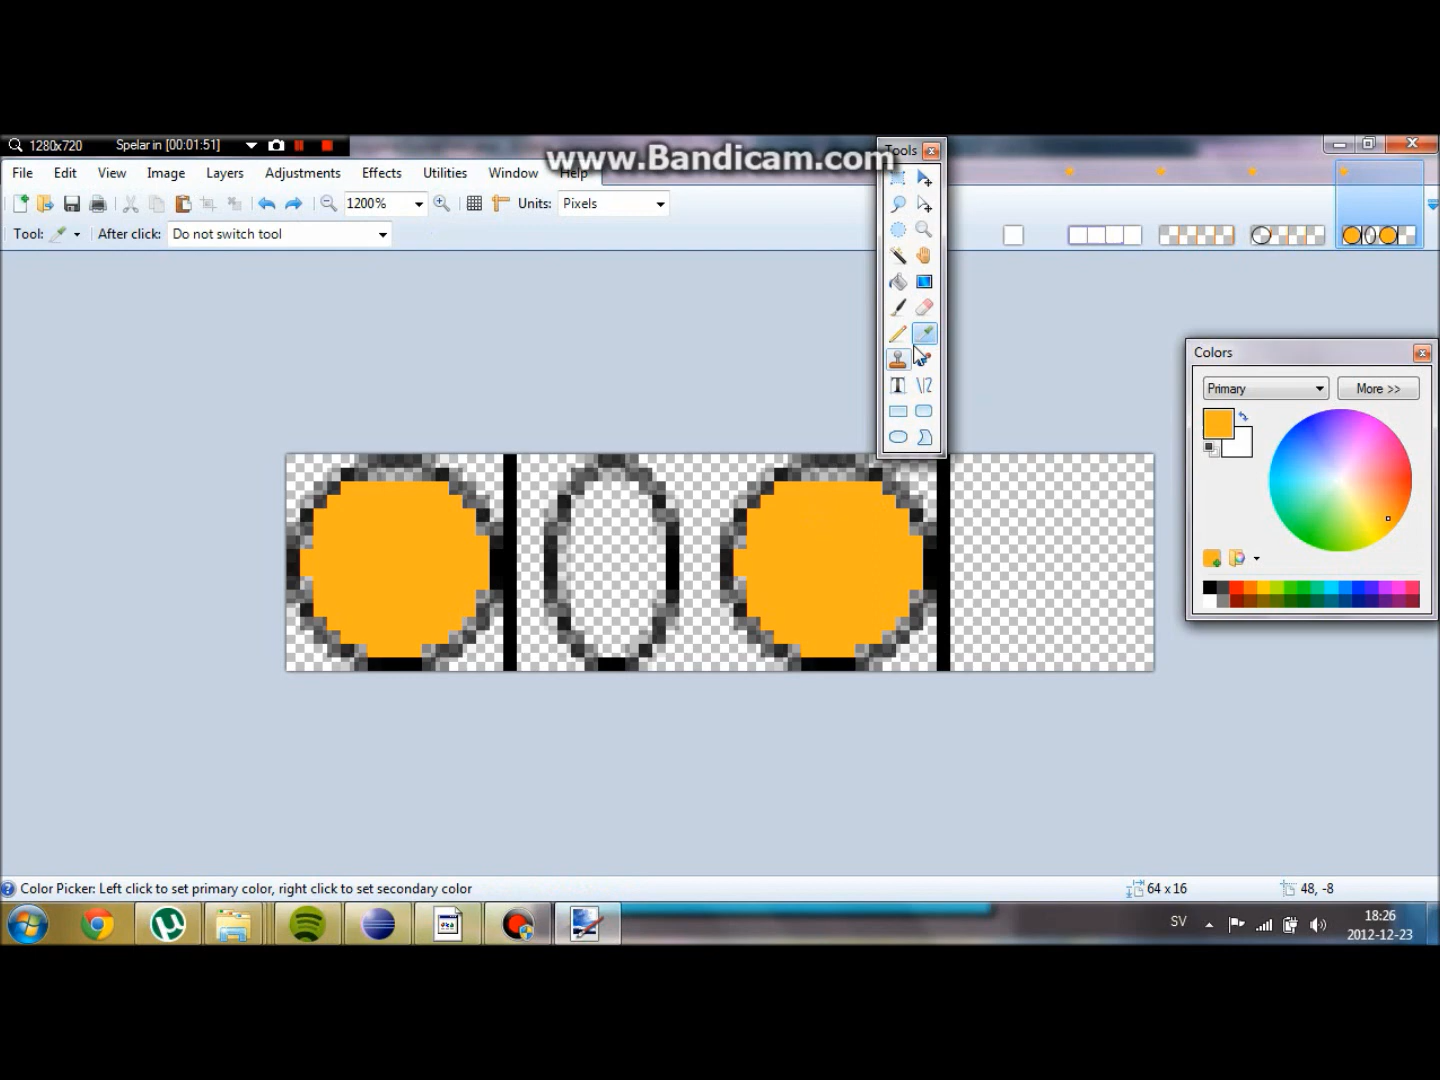 1280x720 Spelar in [00:01:51]
www.Bandicam.com
Tools
File Edit View Image Layers Adjustments Effects Utilities Window Help
1200% Units: Pixels
Tool: After click: Do not switch tool
Colors
Primary More >>
Color Picker: Left click to set primary color, right click to set secondary color
64 x 16
48, -8
SV
18:26
2012-12-23